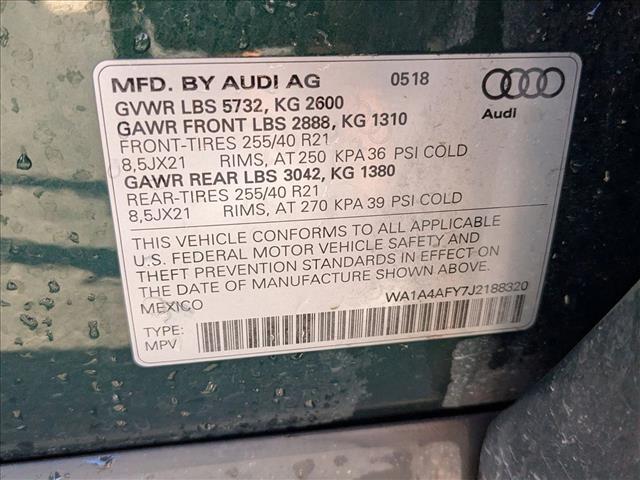 MFD. BY AUDI AG 0518
GVWR LBS 5732, KG 2600
GAWR FRONT LBS 2888, KG 1310
FRONT-TIRES 255/40 R21
8,5JX21 RIMS, AT 250 KPA 36 PSI COLD
GAWR REAR LBS 3042, KG 1380
REAR-TIRES 255/40 R21
8,5JX21 RIMS, AT 270 KPA 39 PSI COLD
Audi
THIS VEHICLE CONFORMS TO ALL APPLICABLE
U.S. FEDERAL MOTOR VEHICLE SAFETY AND
THEFT PREVENTION STANDARDS IN EFFECT ON
THE DATE OF MANUFACTURE SHOWN ABOVE.
MEXICO WA1A4AFY7J2188320
TYPE:
MPV